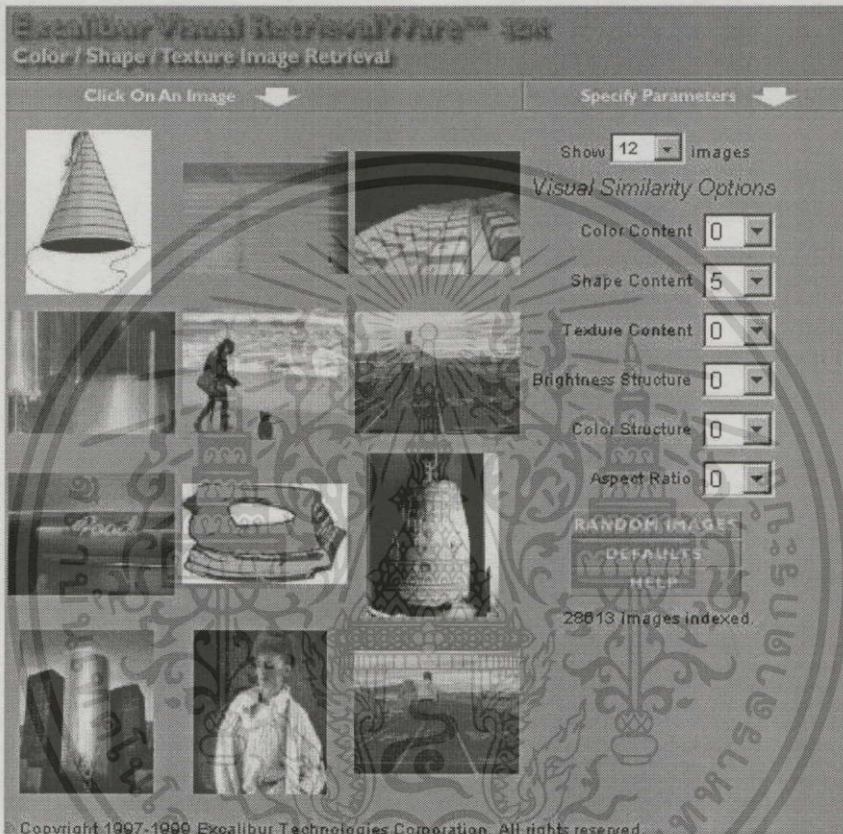 Excalibur Visual RetrievalWare™ SDK
Color / Shape / Texture Image Retrieval
Click On An Image
Specify Parameters
Show 12 images
Visual Similarity Options
Color Content 0
Shape Content 5
Texture Content 0
Brightness Structure 0
Color Structure 0
Aspect Ratio 0
RANDOM IMAGES
DEFAULTS
HELP
28613 images indexed.
Copyright 1997-1999 Excalibur Technologies Corporation. All rights reserved.